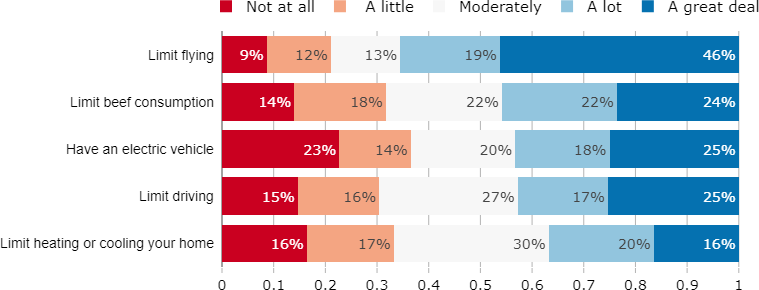 Not at all A little Moderately A lot A great deal
Limit flying 9% 12% 13% 19% 46%
Limit beef consumption 14% 18% 22% 22% 24%
Have an electric vehicle 23% 14% 20% 18% 25%
Limit driving 15% 16% 27% 17% 25%
Limit heating or cooling your home 16% 17% 30% 20% 16%
0 0.1 0.2 0.3 0.4 0.5 0.6 0.7 0.8 0.9 1